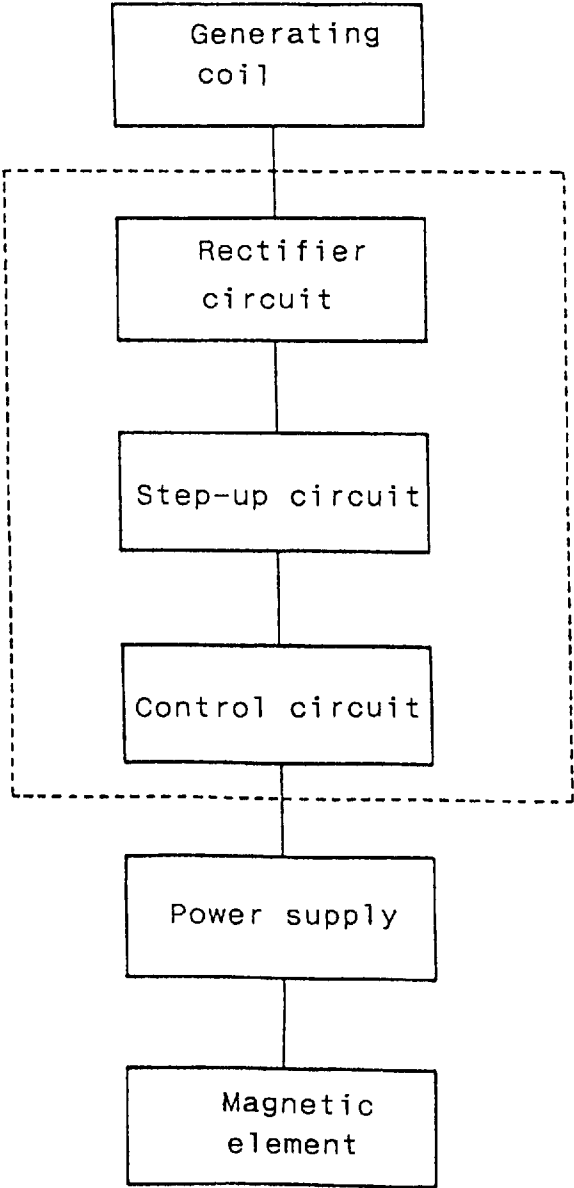 Generating
coil
Rectifier
circuit
Step-up circuit
Control circuit
Power supply
Magnetic
element